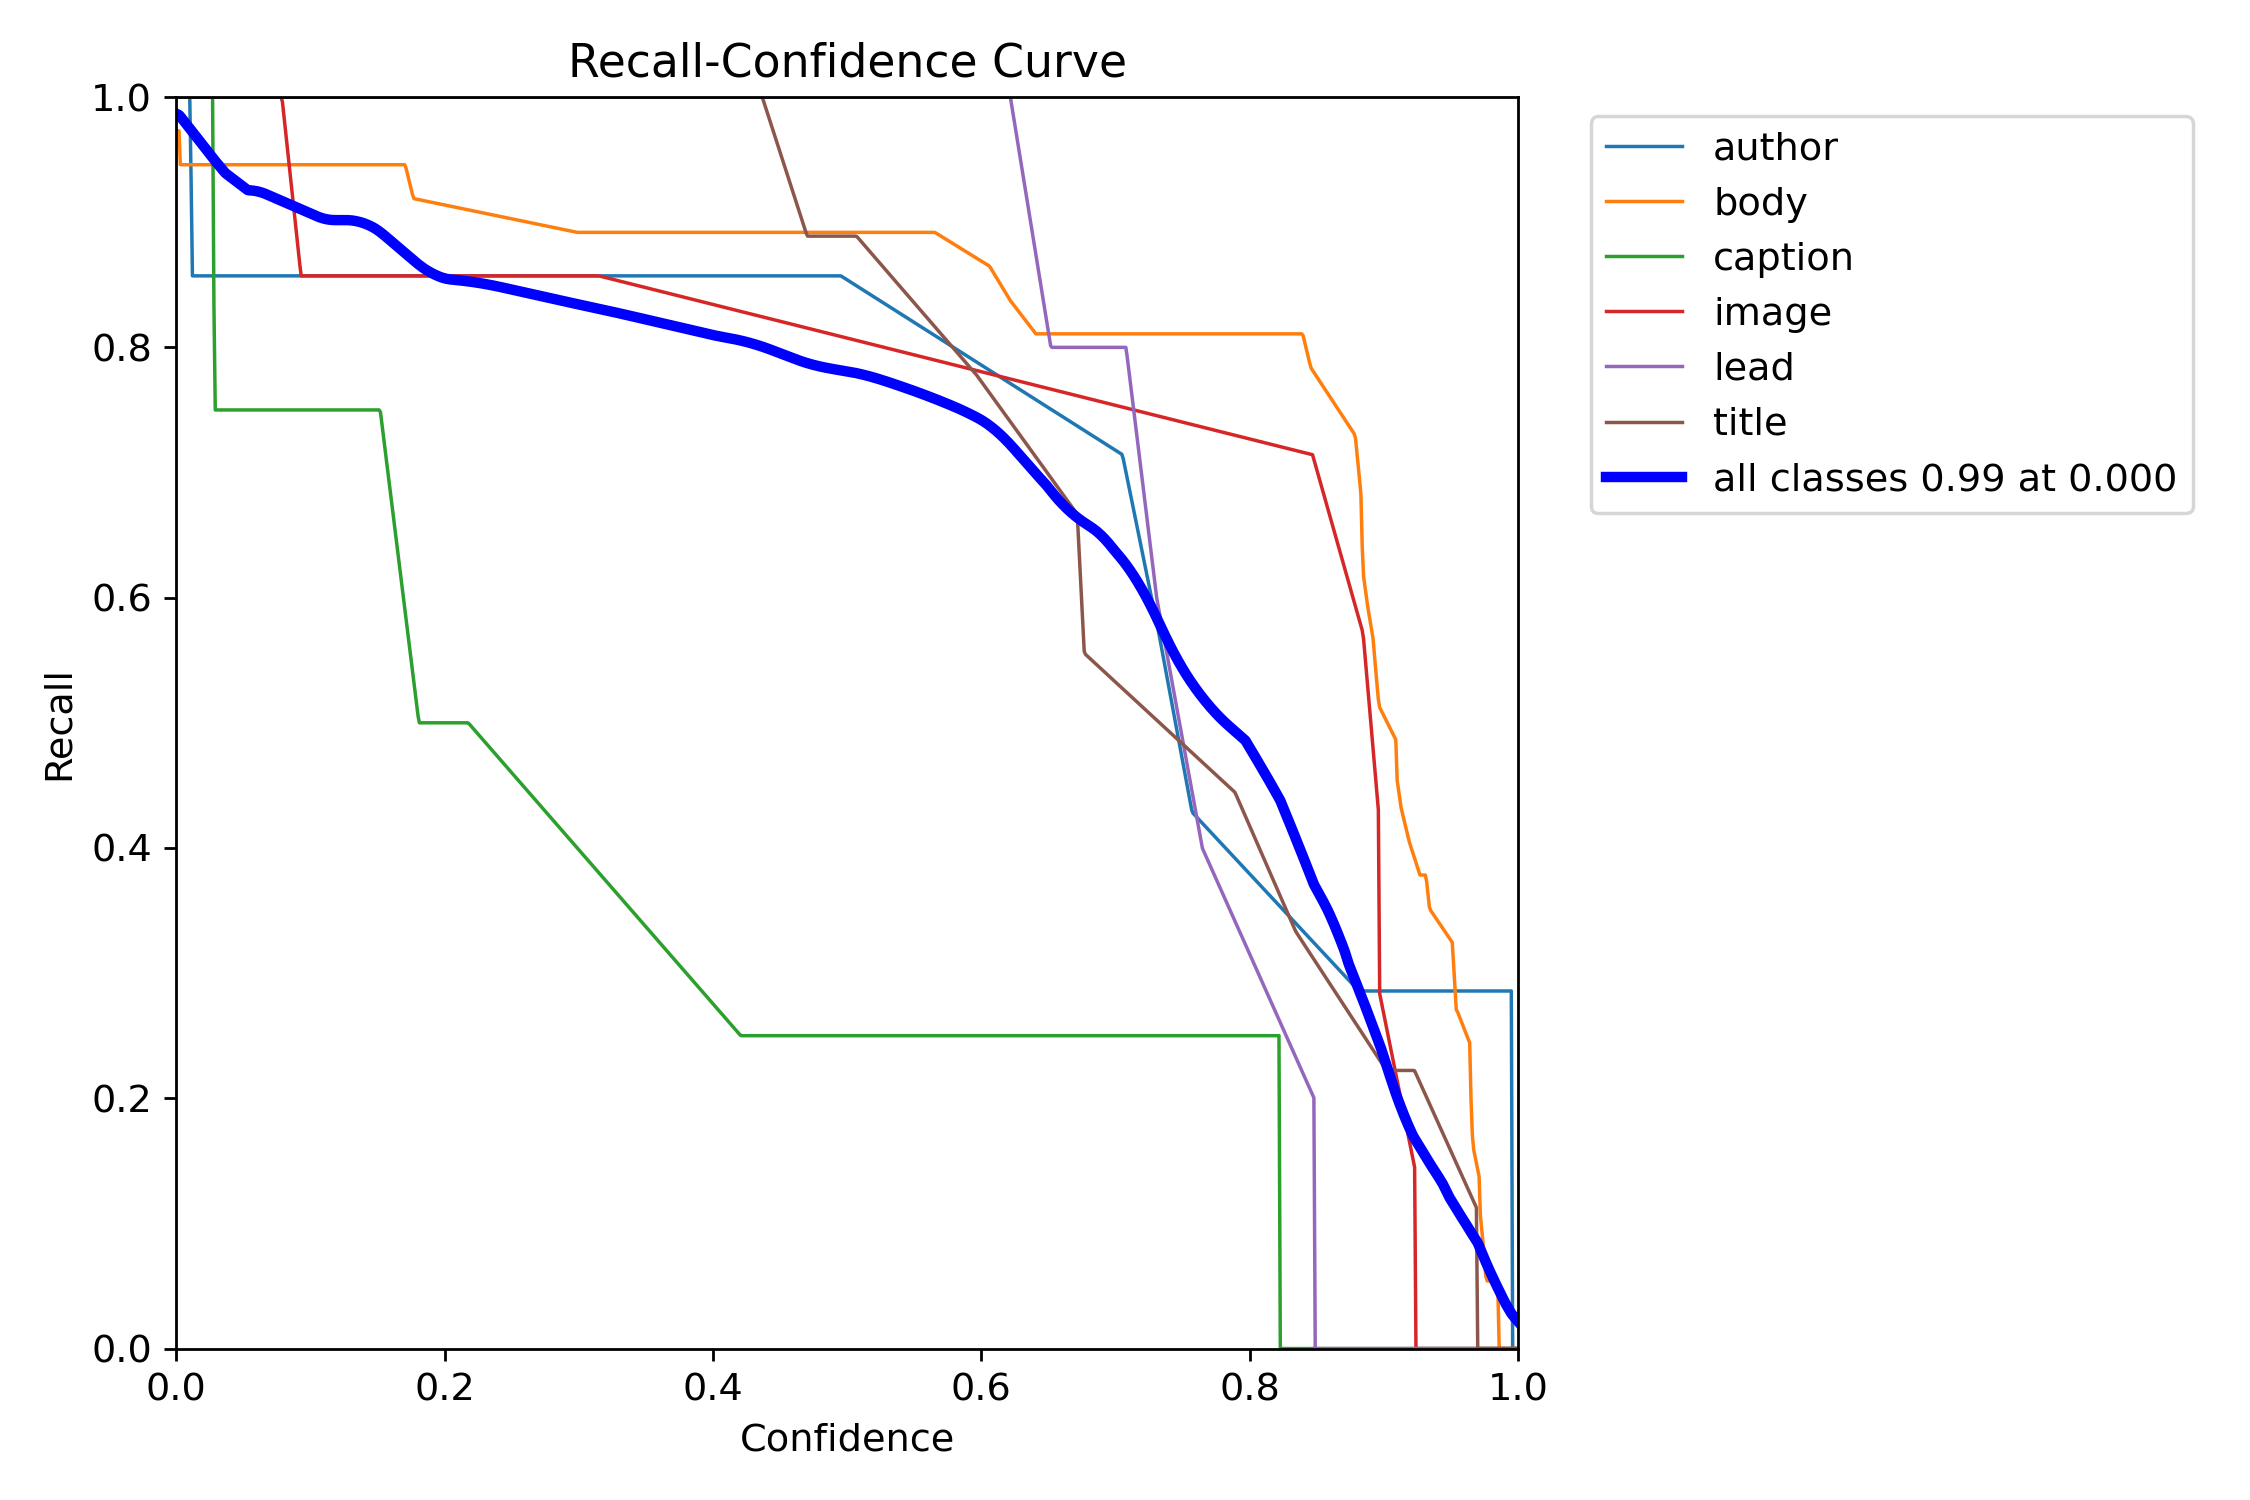 Recall-Confidence Curve
1.0
0.8
0.6
0.4
0.2
0.0
Recall
0.0 0.2 0.4 0.6 0.8 1.0
Confidence
author
body
caption
image
lead
title
all classes 0.99 at 0.000